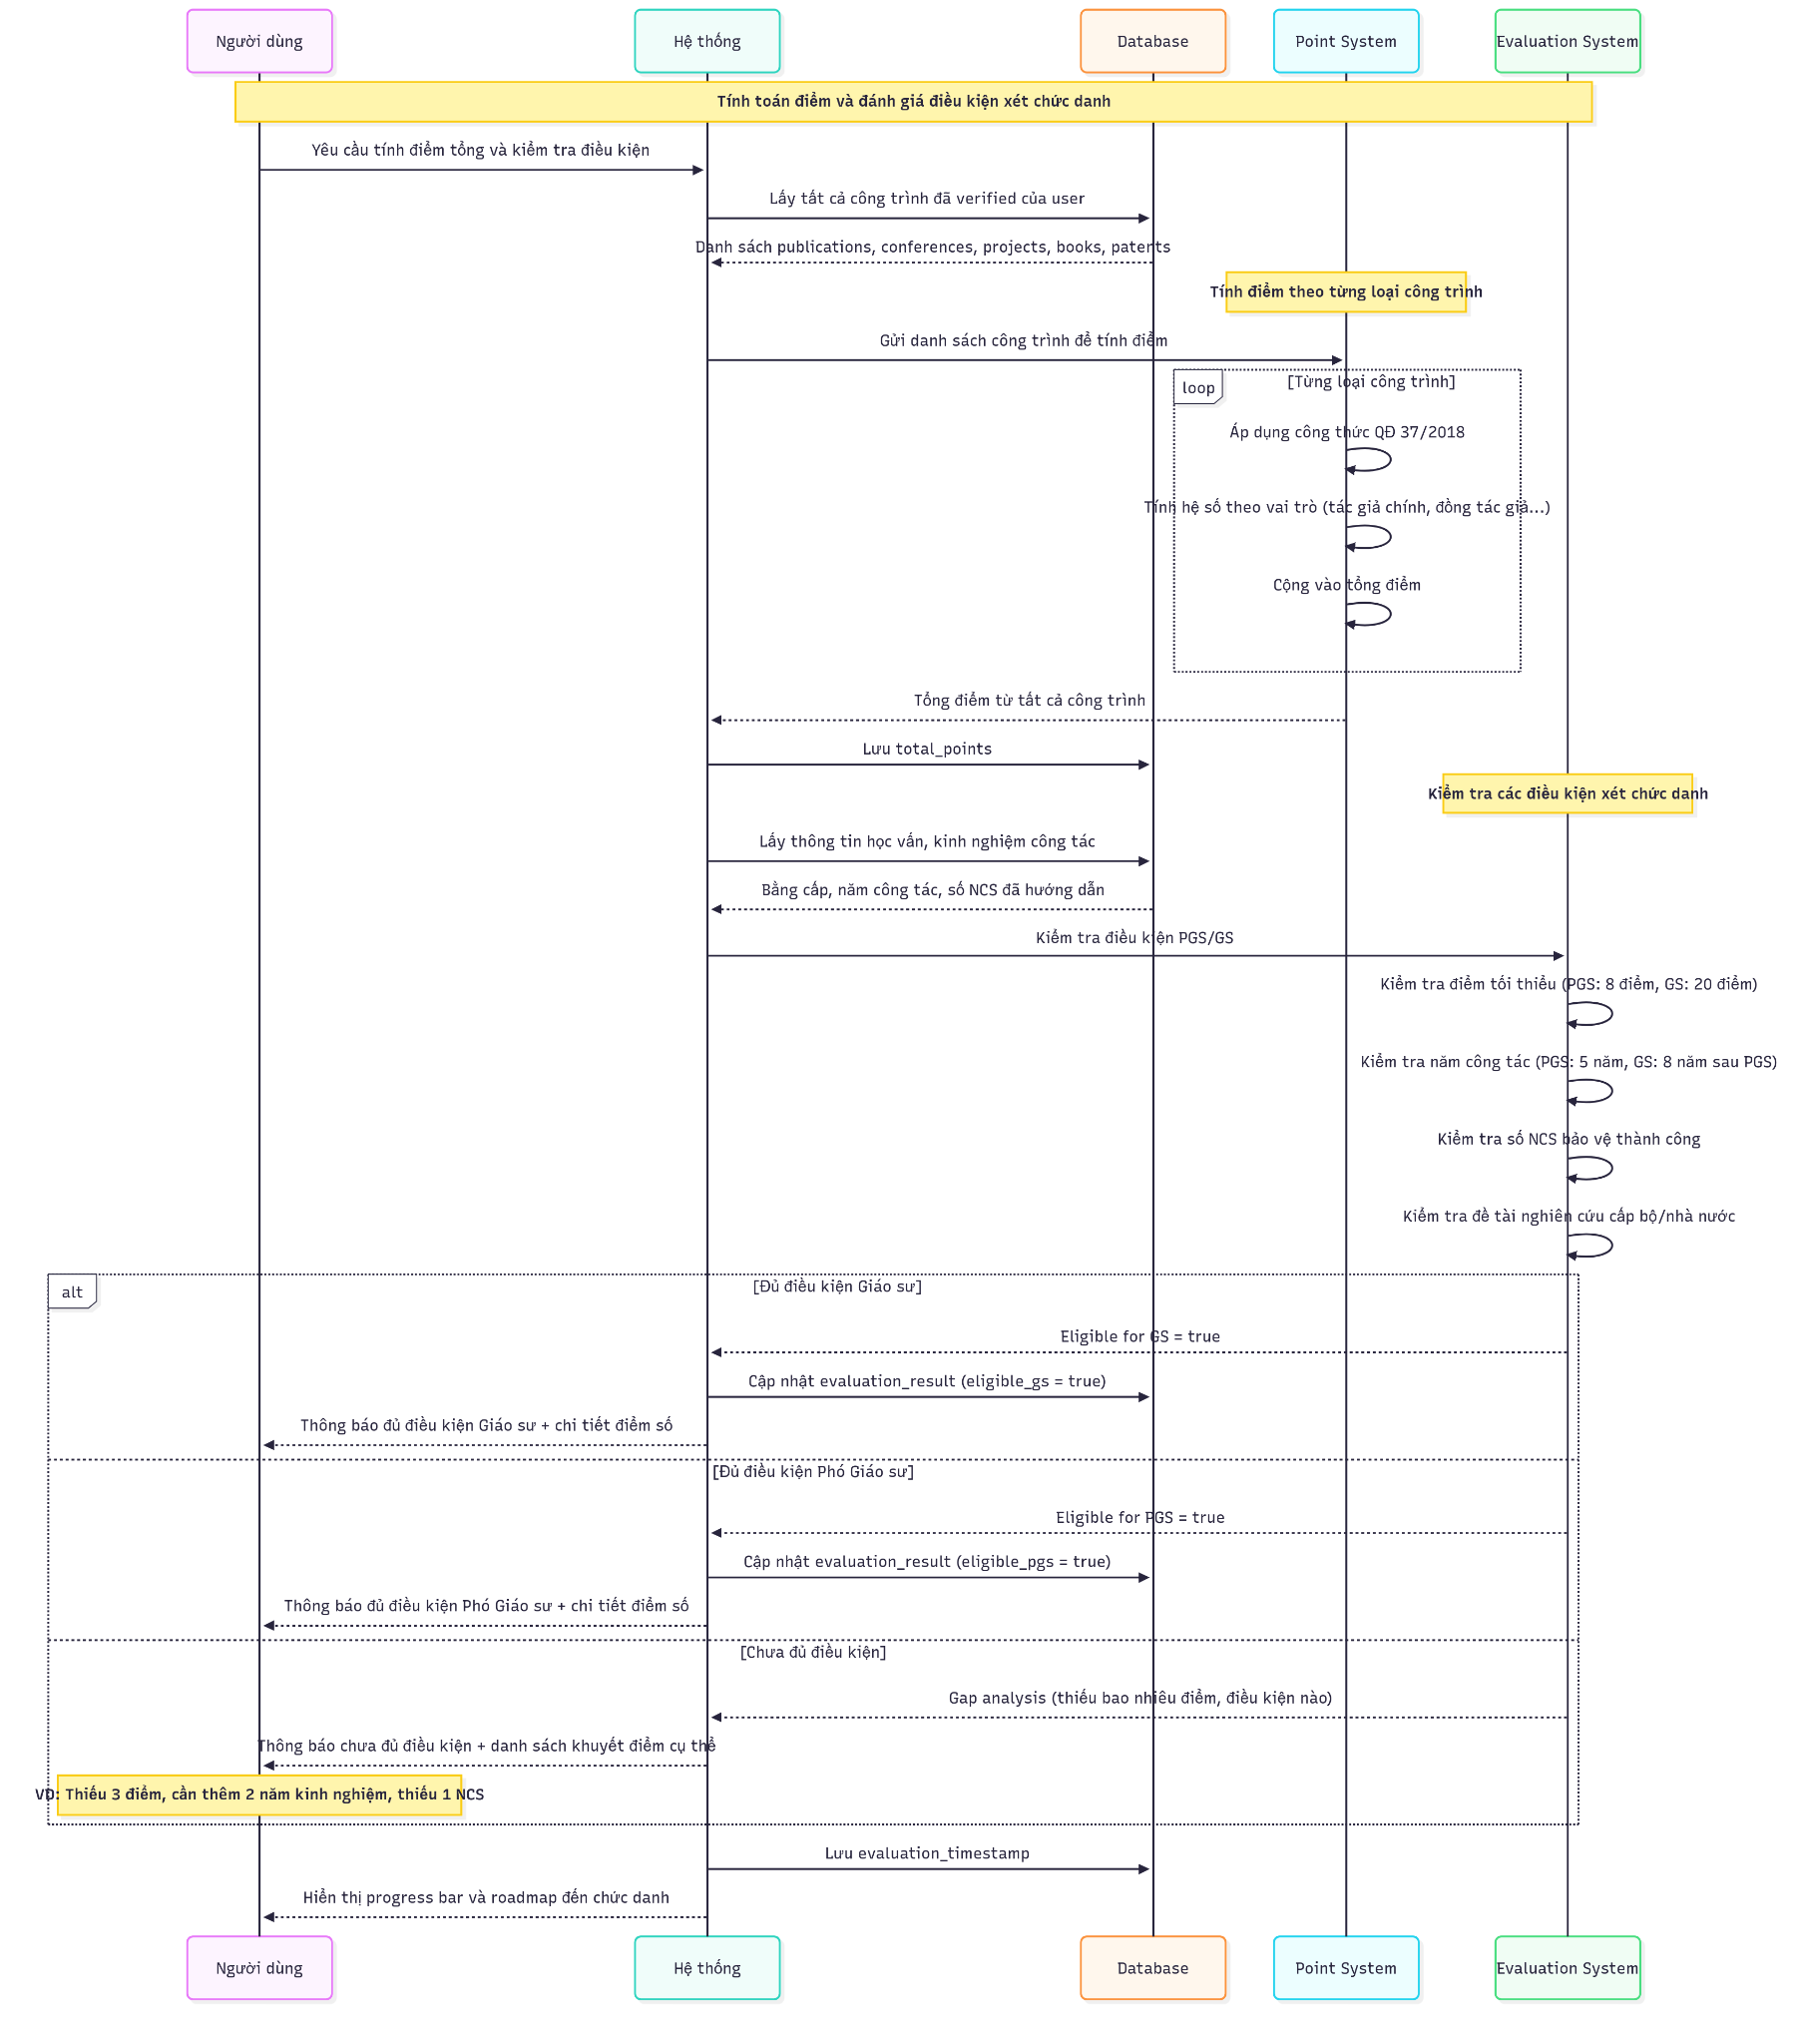 Người dùng
Hệ thống
Database
Point System
Evaluation System
Tính toán điểm và đánh giá điều kiện xét chức danh
Yêu cầu tính điểm tổng và kiểm tra điều kiện
Lấy tất cả công trình đã verified của user
Danh sách publications, conferences, projects, books, patents
Tính điểm theo từng loại công trình
Gửi danh sách công trình để tính điểm
loop
[Từng loại công trình]
Áp dụng công thức QĐ 37/2018
Tính hệ số theo vai trò (tác giả chính, đồng tác giả...)
Cộng vào tổng điểm
Tổng điểm từ tất cả công trình
Lưu total_points
Kiểm tra các điều kiện xét chức danh
Lấy thông tin học vấn, kinh nghiệm công tác
Bằng cấp, năm công tác, số NCS đã hướng dẫn
Kiểm tra điều kiện PGS/GS
Kiểm tra điểm tối thiểu (PGS: 8 điểm, GS: 20 điểm)
Kiểm tra năm công tác (PGS: 5 năm, GS: 8 năm sau PGS)
Kiểm tra số NCS bảo vệ thành công
Kiểm tra đề tài nghiên cứu cấp bộ/nhà nước
alt
[Đủ điều kiện Giáo sư]
Eligible for GS = true
Cập nhật evaluation_result (eligible_gs = true)
Thông báo đủ điều kiện Giáo sư + chi tiết điểm số
[Đủ điều kiện Phó Giáo sư]
Eligible for PGS = true
Cập nhật evaluation_result (eligible_pgs = true)
Thông báo đủ điều kiện Phó Giáo sư + chi tiết điểm số
[Chưa đủ điều kiện]
Gap analysis (thiếu bao nhiêu điểm, điều kiện nào)
Thông báo chưa đủ điều kiện + danh sách khuyết điểm cụ thể
VD: Thiếu 3 điểm, cần thêm 2 năm kinh nghiệm, thiếu 1 NCS
Lưu evaluation_timestamp
Hiển thị progress bar và roadmap đến chức danh
Người dùng
Hệ thống
Database
Point System
Evaluation System